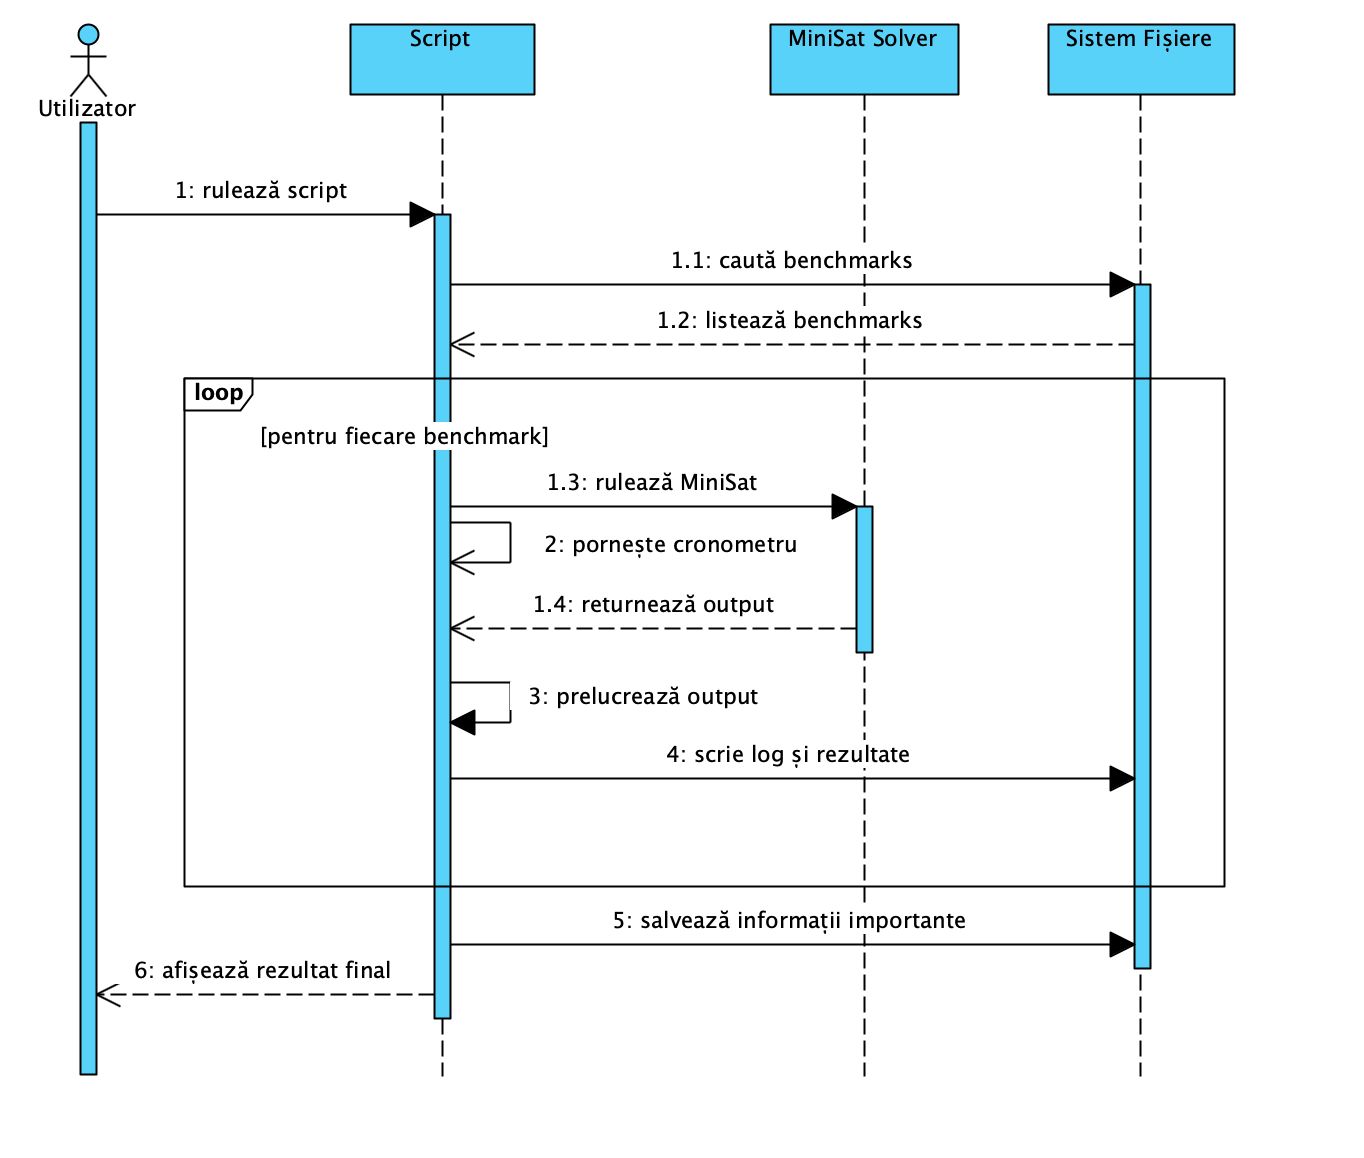 Script
MiniSat Solver
Sistem Fișiere
Utilizator
1: rulează script
1.1: caută benchmarks
1.2: listează benchmarks
loop
[pentru fiecare benchmark]
1.3: rulează MiniSat
2: pornește cronometru
1.4: returnează output
3: prelucrează output
4: scrie log și rezultate
5: salvează informații importante
6: afișează rezultat final